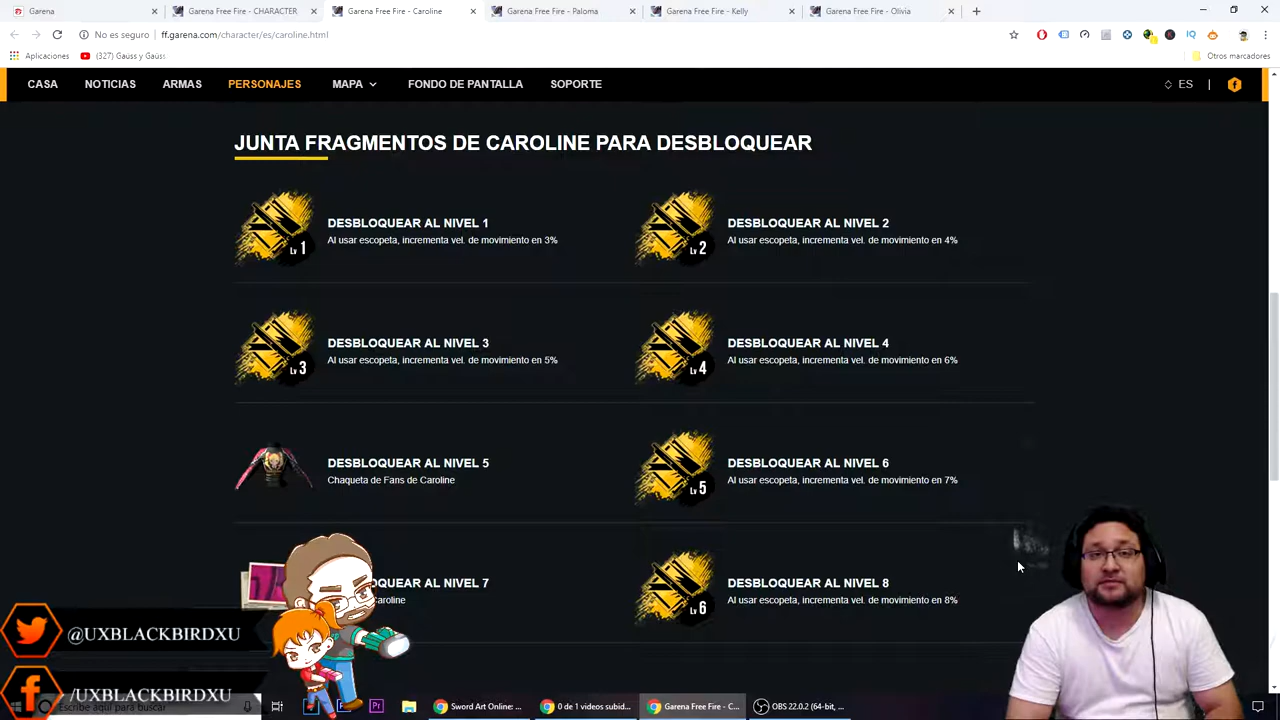 Garena
Garena Free Fire - CHARACTER
Garena Free Fire - Caroline
Garena Free Fire - Paloma
Garena Free Fire - Kelly
Garena Free Fire - Olivia
No es seguro | ff.garena.com/character/es/caroline.html
Aplicaciones
(327) Gauss y Gauss
Otros marcadores
CASA NOTICIAS ARMAS PERSONAJES MAPA FONDO DE PANTALLA SOPORTE ES |
JUNTA FRAGMENTOS DE CAROLINE PARA DESBLOQUEAR
Lv 1
DESBLOQUEAR AL NIVEL 1
Al usar escopeta, incrementa vel. de movimiento en 3%
Lv 2
DESBLOQUEAR AL NIVEL 2
Al usar escopeta, incrementa vel. de movimiento en 4%
Lv 3
DESBLOQUEAR AL NIVEL 3
Al usar escopeta, incrementa vel. de movimiento en 5%
Lv 4
DESBLOQUEAR AL NIVEL 4
Al usar escopeta, incrementa vel. de movimiento en 6%
DESBLOQUEAR AL NIVEL 5
Chaqueta de Fans de Caroline
Lv 5
DESBLOQUEAR AL NIVEL 6
Al usar escopeta, incrementa vel. de movimiento en 7%
QUEAR AL NIVEL 7
aroline
Lv 6
DESBLOQUEAR AL NIVEL 8
Al usar escopeta, incrementa vel. de movimiento en 8%
@UXBLACKBIRDXU
/UXBLACKBIRDXU
Escribe aquí para buscar
Sword Art Online: ...
0 de 1 videos subid...
Garena Free Fire - C...
OBS 22.0.2 (64-bit, ...